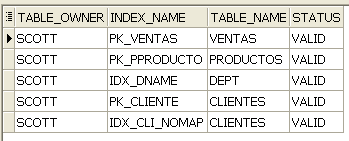 TABLE_OWNER INDEX_NAME TABLE_NAME STATUS
SCOTT PK_VENTAS VENTAS VALID
SCOTT PK_PPRODUCTO PRODUCTOS VALID
SCOTT IDX_DNAME DEPT VALID
SCOTT PK_CLIENTE CLIENTES VALID
SCOTT IDX_CLI_NOMAP CLIENTES VALID